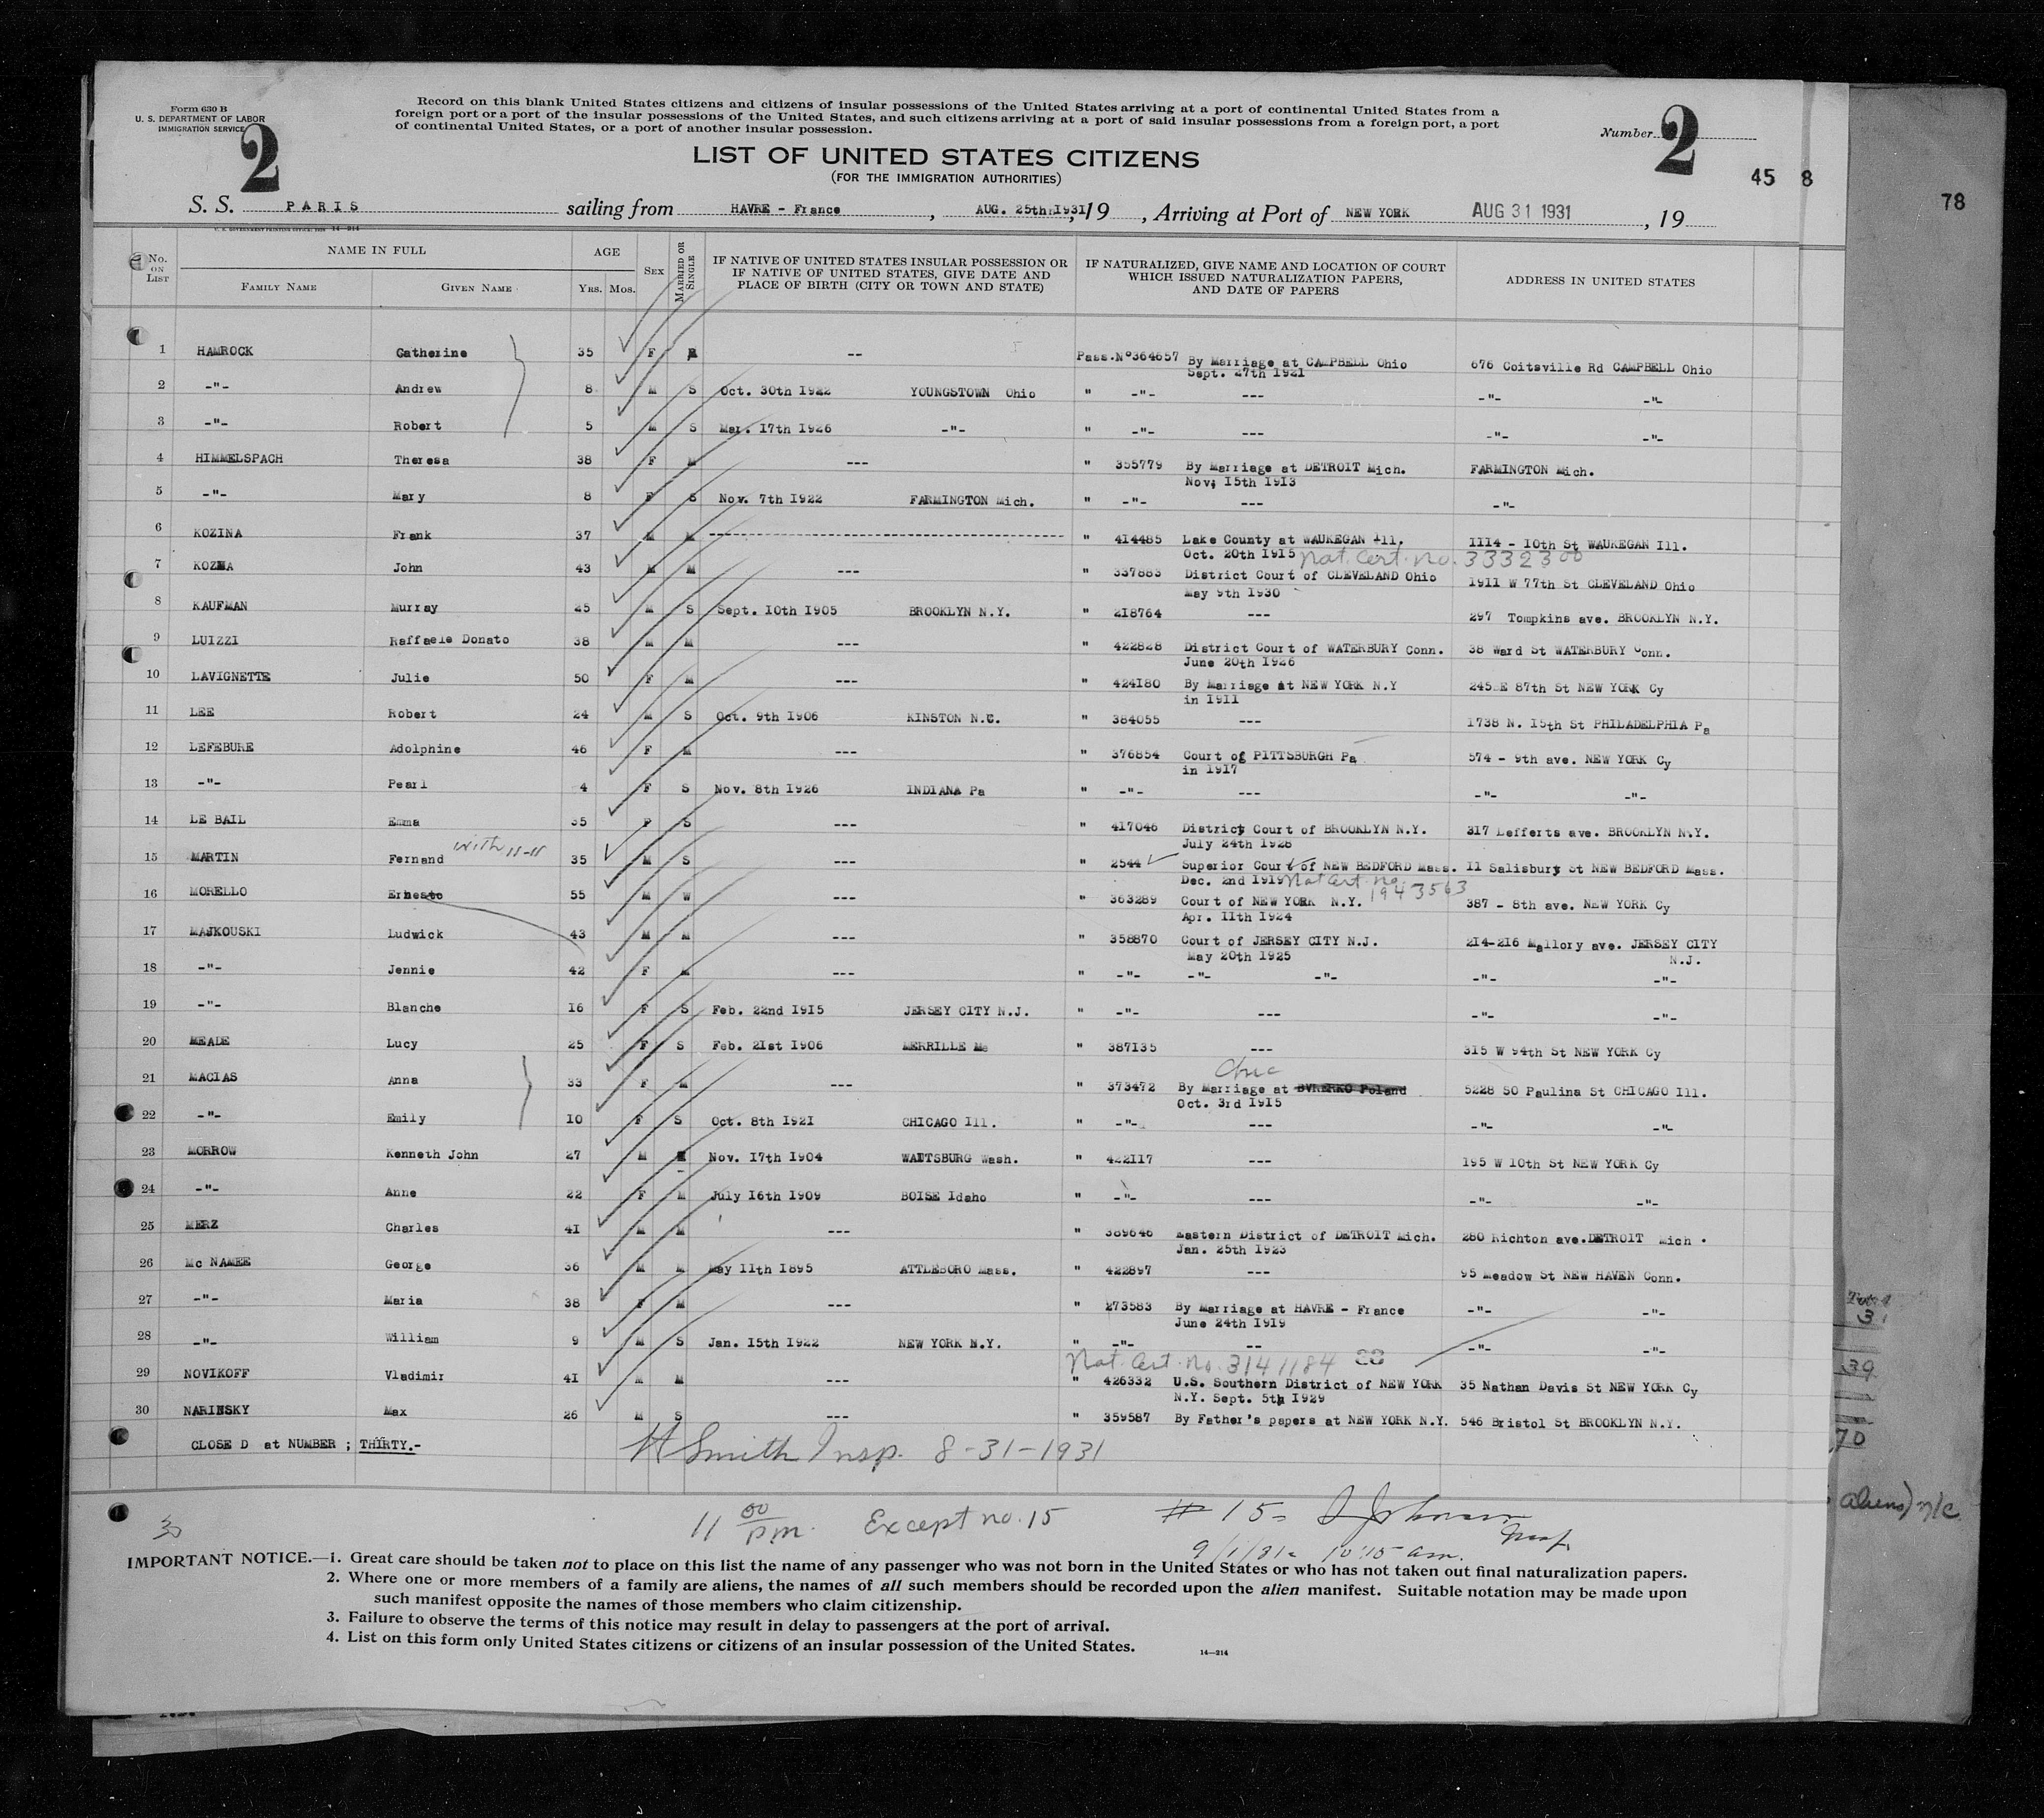 Form 630 B
U. S. DEPARTMENT OF LABOR
IMMIGRATION SERVICE
2
Record on this blank United States citizens and citizens of insular possessions of the United States arriving at a port of continental United States from a
foreign port or a port of the insular possessions of the United States, and such citizens arriving at a port of said insular possessions from a foreign port, a port
of continental United States, or a port of another insular possession.
Number 2
LIST OF UNITED STATES CITIZENS
(FOR THE IMMIGRATION AUTHORITIES)
45 8
78
S. S. PARIS sailing from HAVRE - France, AUG. 25th 1931, 19 , Arriving at Port of NEW YORK AUG 31 1931, 19
U. S. GOVERNMENT PRINTING OFFICE: 14-214
No. on List NAME IN FULL AGE SEX MARRIED OR SINGLE IF NATIVE OF UNITED STATES INSULAR POSSESSION OR IF NATIVE OF UNITED STATES, GIVE DATE AND PLACE OF BIRTH (CITY OR TOWN AND STATE) IF NATURALIZED, GIVE NAME AND LOCATION OF COURT WHICH ISSUED NATURALIZATION PAPERS, AND DATE OF PAPERS ADDRESS IN UNITED STATES
FAMILY NAME GIVEN NAME YRS. MOS.
1 HAMROCK Catherine 35 F -- Pass.Nº364657 By Marriage at CAMPBELL Ohio 676 Coitsville Rd CAMPBELL Ohio
Sept. 27th 1921
2 -"- Andrew 8 M S Oct. 30th 1922 YOUNGSTOWN Ohio " -"- --- -"- -"-
3 -"- Robert 5 M S Mar. 17th 1926 -"- " -"- --- -"- -"-
4 HIMMELSPACH Theresa 38 F M --- " 355779 By Marriage at DETROIT Mich. FARMINGTON Mich.
Nov; 15th 1913
5 -"- Mary 8 F S Nov. 7th 1922 FARMINGTON Mich. " -"- --- -"-
6 KOZINA Frank 37 M M --- " 414485 Lake County at WAUKEGAN Ill. 1114 - 10th St WAUKEGAN Ill.
Oct. 20th 1915 Nat. Cert. No. 3332300
7 KOZMA John 43 M M --- " 337883 District Court of CLEVELAND Ohio 1911 W 77th St CLEVELAND Ohio
May 9th 1930
8 KAUFMAN Murray 25 M S Sept. 10th 1905 BROOKLYN N.Y. " 218764 --- 297 Tompkins ave. BROOKLYN N.Y.
9 LUIZZI Raffaele Donato 38 M M --- " 422828 District Court of WATERBURY Conn. 38 Ward St WATERBURY Conn.
June 20th 1926
10 LAVIGNETTE Julie 50 F M --- " 424180 By Marriage at NEW YORK N.Y 245 E 87th St NEW YORK Cy
in 1911
11 LEE Robert 24 M S Oct. 9th 1906 KINSTON N.C. " 384055 --- 1738 N. 15th St PHILADELPHIA Pa
12 LEFEBURE Adolphine 46 F M --- " 376854 Court of PITTSBURGH Pa 574 - 9th ave. NEW YORK Cy
in 1917
13 -"- Pearl 4 F S Nov. 8th 1926 INDIANA Pa " -"- --- -"- -"-
14 LE BAIL Emma 35 F S --- " 417046 District Court of BROOKLYN N.Y. 317 Lefferts ave. BROOKLYN N.Y.
July 24th 1928
15 MARTIN Fernand with 11-11 35 M S --- " 2544 Superior Court of NEW BEDFORD Mass. 11 Salisbury St NEW BEDFORD Mass.
Dec. 2nd 1919 Nat Cert. no. 1943563
16 MORELLO Ernesto 55 M W --- " 363289 Court of NEW YORK N.Y. 387 - 8th ave. NEW YORK Cy
Apr. 11th 1924
17 MAJKOUSKI Ludwick 43 M M --- " 358870 Court of JERSEY CITY N.J. 214-216 Mallory ave. JERSEY CITY
May 20th 1925 N.J.
18 -"- Jennie 42 F M --- " -"- -"- -"- -"- -"-
19 -"- Blanche 16 F S Feb. 22nd 1915 JERSEY CITY N.J. " -"- --- -"- -"-
20 MEADE Lucy 25 F S Feb. 21st 1906 MERRILLE Me " 387135 --- 315 W 94th St NEW YORK Cy
21 MACIAS Anna 33 F M --- " 373472 By Marriage at Poland 5228 SO Paulina St CHICAGO Ill.
Oct. 3rd 1915
22 -"- Emily 10 F S Oct. 8th 1921 CHICAGO Ill. " -"- --- -"- -"-
23 MORROW Kenneth John 27 M Nov. 17th 1904 WAITSBURG Wash. " 422117 --- 195 W 10th St NEW YORK Cy
24 -"- Anne 22 F M July 16th 1909 BOISE Idaho " -"- --- -"- -"-
25 MERZ Charles 41 M M --- " 389646 Eastern District of DETROIT Mich. 280 Richton ave. DETROIT Mich.
Jan. 25th 1923
26 Mc NAMEE George 36 M M May 11th 1895 ATTLEBORO Mass. " 422897 --- 95 Meadow St NEW HAVEN Conn.
27 -"- Maria 38 F M --- " 273583 By Marriage at HAVRE - France -"- -"-
June 24th 1919
28 -"- William 9 M S Jan. 15th 1922 NEW YORK N.Y. " -"- -- -"- -"-
Nat. Cert. No. 3141184
29 NOVIKOFF Vladimir 41 M M --- " 426332 U.S. Southern District of NEW YORK 35 Nathan Davis St NEW YORK Cy
N.Y. Sept. 5th 1929
30 NARINSKY Max 26 M S --- " 359587 By Father's papers at NEW YORK N.Y. 546 Bristol St BROOKLYN N.Y.
CLOSE D at NUMBER ; THIRTY.-
H Smith Insp. 8-31-1931
30
11 00 pm. Except no. 15
# 15 - Johnson Insp.
9/1/31 10:15 am.
Total
31
39
70
aliens) n/c
IMPORTANT NOTICE.—1. Great care should be taken not to place on this list the name of any passenger who was not born in the United States or who has not taken out final naturalization papers.
2. Where one or more members of a family are aliens, the names of all such members should be recorded upon the alien manifest. Suitable notation may be made upon
such manifest opposite the names of those members who claim citizenship.
3. Failure to observe the terms of this notice may result in delay to passengers at the port of arrival.
4. List on this form only United States citizens or citizens of an insular possession of the United States.
14—214